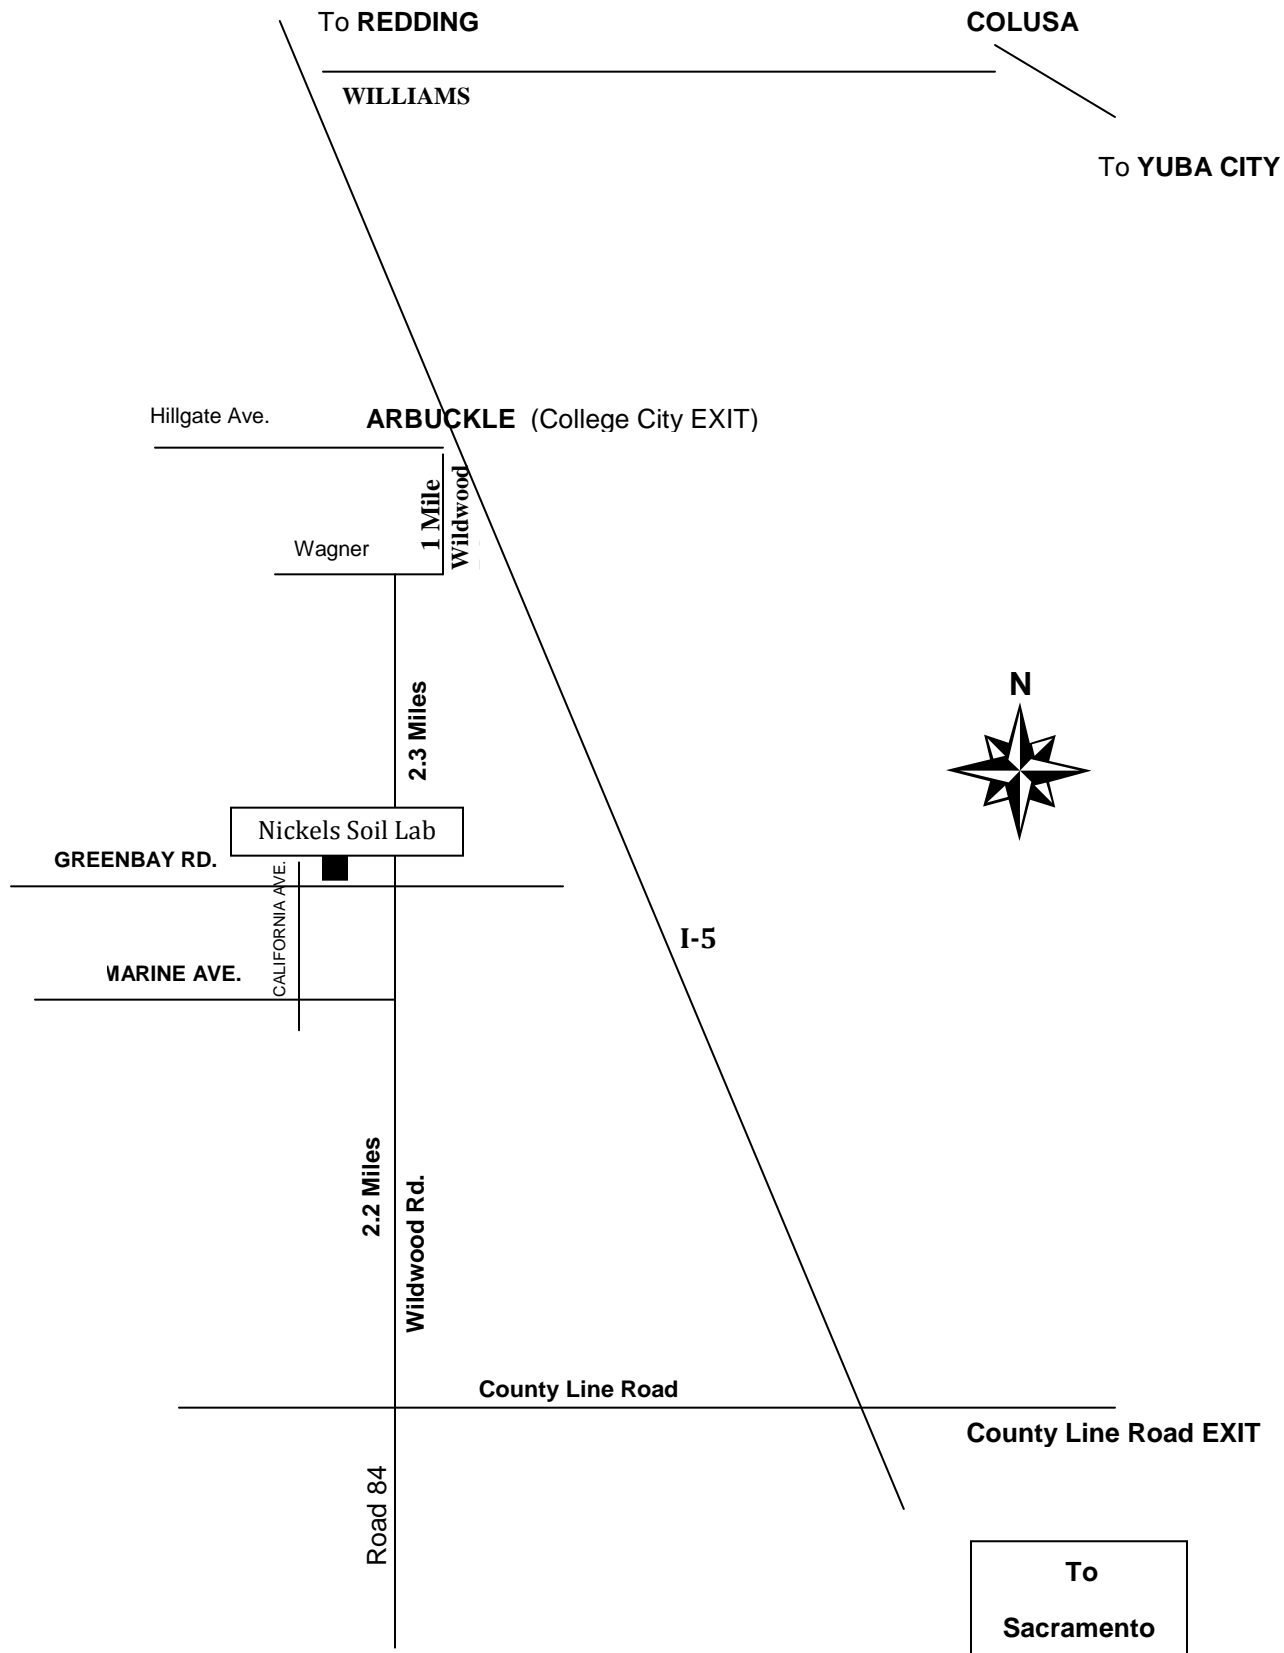 To REDDING
COLUSA
WILLIAMS
To YUBA CITY
Hillgate Ave.
ARBUCKLE (College City EXIT)
1 Mile
Wildwood
Wagner
2.3 Miles
N
Nickels Soil Lab
GREENBAY RD.
CALIFORNIA AVE.
I-5
MARINE AVE.
2.2 Miles
Wildwood Rd.
County Line Road
County Line Road EXIT
Road 84
To
Sacramento